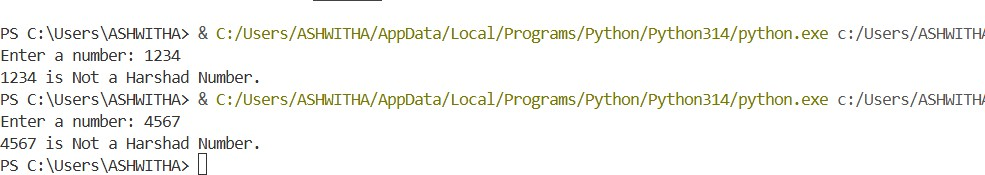 PS C:\Users\ASHWITHA> & C:/Users/ASHWITHA/AppData/Local/Programs/Python/Python314/python.exe c:/Users/ASHWITHA
Enter a number: 1234
1234 is Not a Harshad Number.
PS C:\Users\ASHWITHA> & C:/Users/ASHWITHA/AppData/Local/Programs/Python/Python314/python.exe c:/Users/ASHWITHA
Enter a number: 4567
4567 is Not a Harshad Number.
PS C:\Users\ASHWITHA>